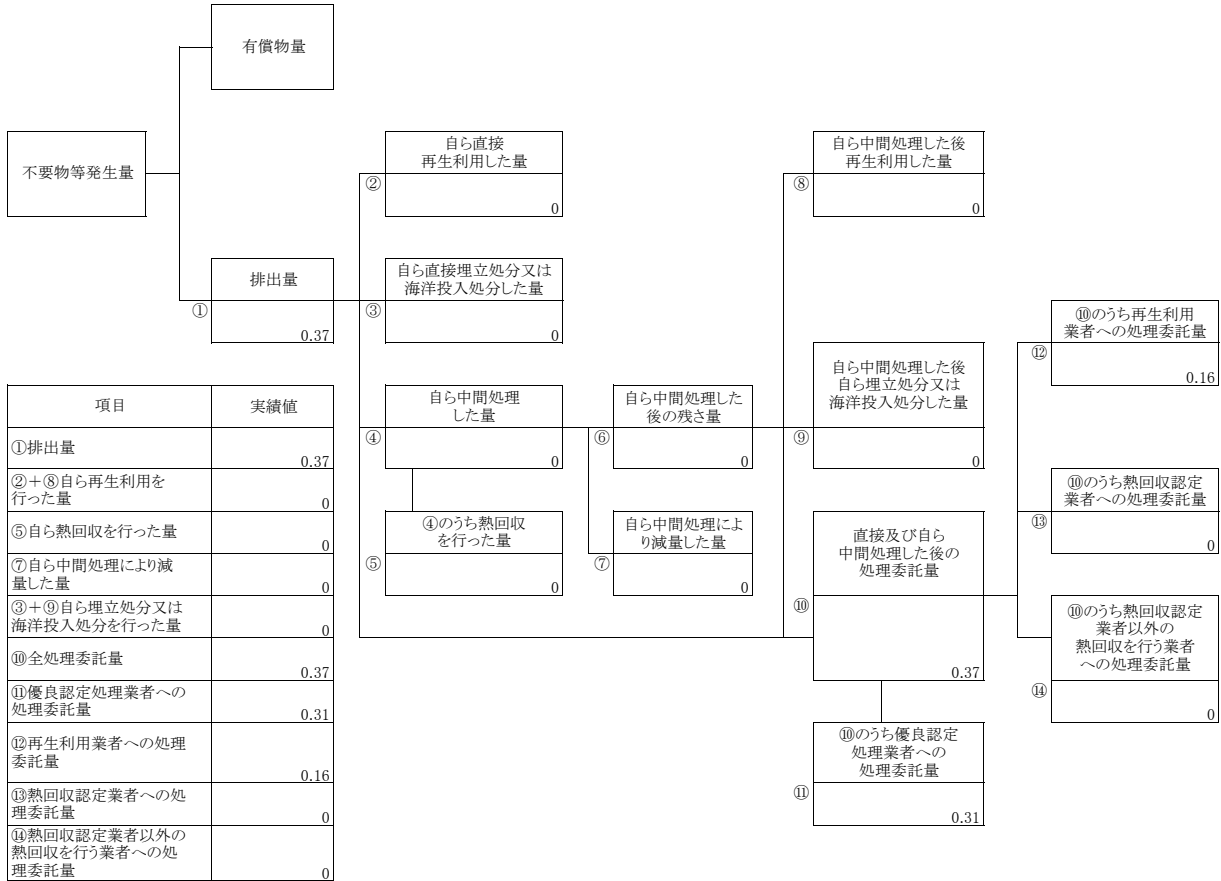 有償物量
不要物等発生量
自ら直接
再生利用した量
②
0
自ら中間処理した後
再生利用した量
⑧
0
排出量
①
0.37
自ら直接埋立処分又は
海洋投入処分した量
③
0
⑩のうち再生利用
業者への処理委託量
⑫
0.16
自ら中間処理
した量
④
0
自ら中間処理した
後の残さ量
⑥
0
自ら中間処理した後
自ら埋立処分又は
海洋投入処分した量
⑨
0
⑩のうち熱回収認定
業者への処理委託量
⑬
0
④のうち熱回収
を行った量
⑤
0
自ら中間処理によ
り減量した量
⑦
0
直接及び自ら
中間処理した後の
処理委託量
⑩
0.37
⑩のうち熱回収認定
業者以外の
熱回収を行う業者
への処理委託量
⑭
0
⑩のうち優良認定
処理業者への
処理委託量
⑪
0.31
項目 実績値
①排出量 0.37
②＋⑧自ら再生利用を
行った量 0
⑤自ら熱回収を行った量 0
⑦自ら中間処理により減
量した量 0
③＋⑨自ら埋立処分又は
海洋投入処分を行った量 0
⑩全処理委託量 0.37
⑪優良認定処理業者への
処理委託量 0.31
⑫再生利用業者への処理
委託量 0.16
⑬熱回収認定業者への処
理委託量 0
⑭熱回収認定業者以外の
熱回収を行う業者への処
理委託量 0